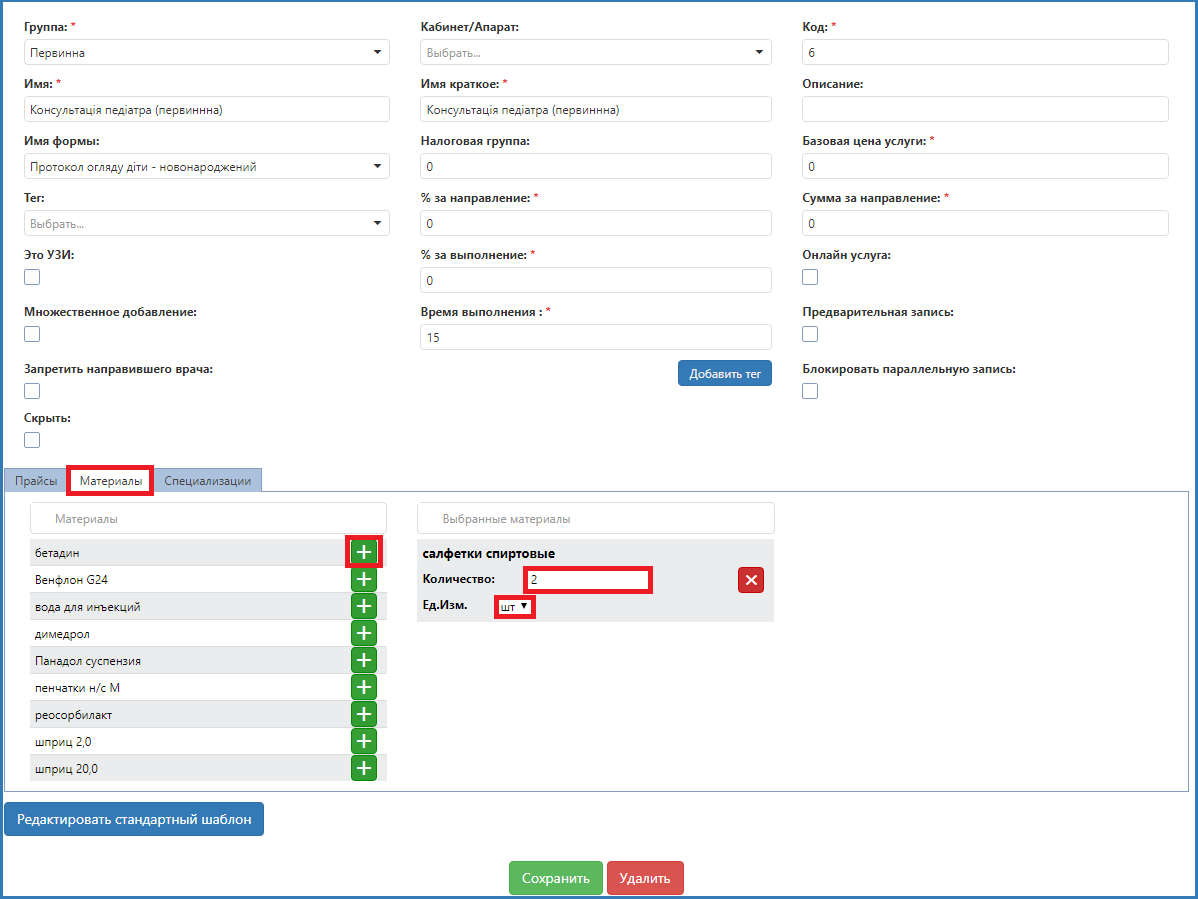 Группа: * Кабинет/Апарат: Код: *
Первинна Выбрать... 6
Имя: * Имя краткое: * Описание:
Консультація педіатра (первиннна) Консультація педіатра (первиннна)
Имя формы: Налоговая группа: Базовая цена услуги: *
Протокол огляду діти - новонароджений 0 0
Тег: % за направление: * Сумма за направление: *
Выбрать... 0 0
Это УЗИ: % за выполнение: * Онлайн услуга:
0
Множественное добавление: Время выполнения : * Предварительная запись:
15
Запретить направившего врача: Добавить тег Блокировать параллельную запись:
Скрыть:
Прайсы Материалы Специализации
Материалы Выбранные материалы
бетадин
Венфлон G24
вода для инъекций
димедрол
Панадол суспензия
пенчатки н/с М
реосорбилакт
шприц 2,0
шприц 20,0
салфетки спиртовые
Количество: 2
Ед.Изм. шт
Редактировать стандартный шаблон
Сохранить Удалить